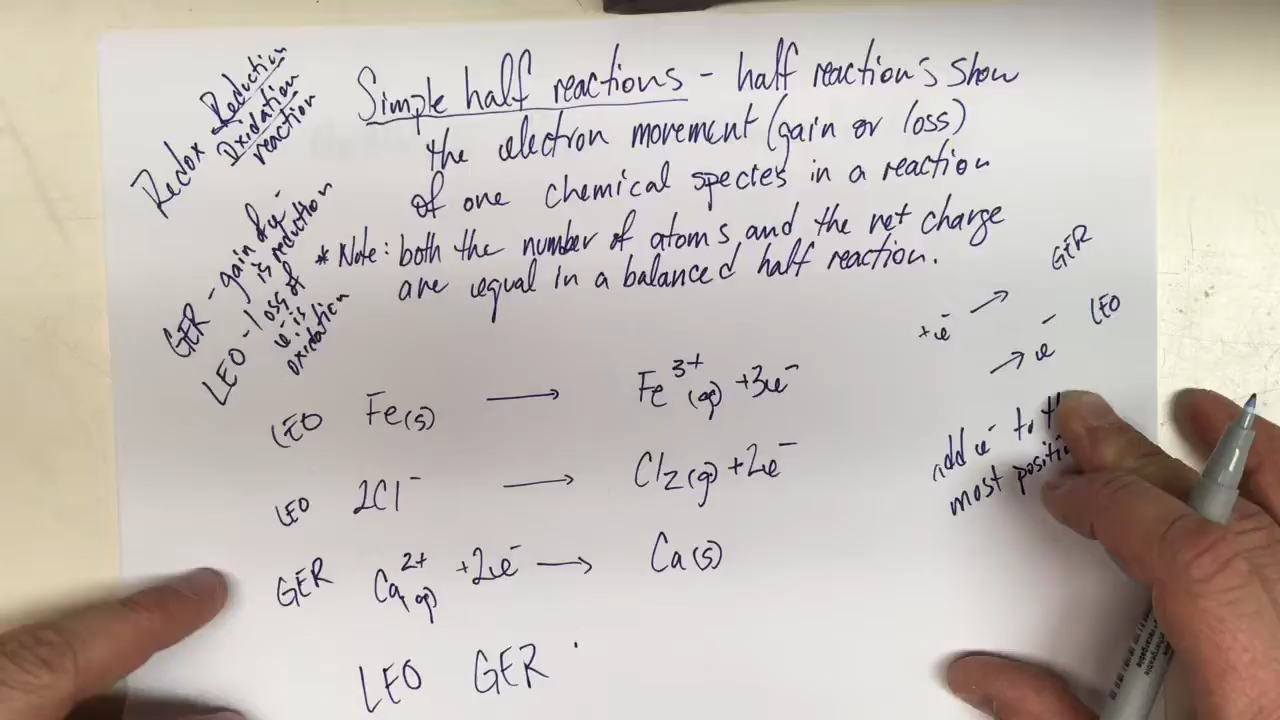 Simple half reactions - half reaction's show
the electron movement (gain or loss)
of one chemical species in a reaction
* Note: both the number of atoms and the net charge
are equal in a balanced half reaction.
Redox Reduction
Oxidation
reaction
GER - gain of e⁻
is reduction
LEO - loss of
e⁻ is
oxidation
LEO Fe(s) → Fe³⁺(aq) + 3e⁻
LEO 2Cl⁻ → Cl₂(g) + 2e⁻
GER Ca²⁺(aq) + 2e⁻ → Ca(s)
LEO GER
+e⁻ → GER
→ e⁻ LEO
add e⁻ to
most